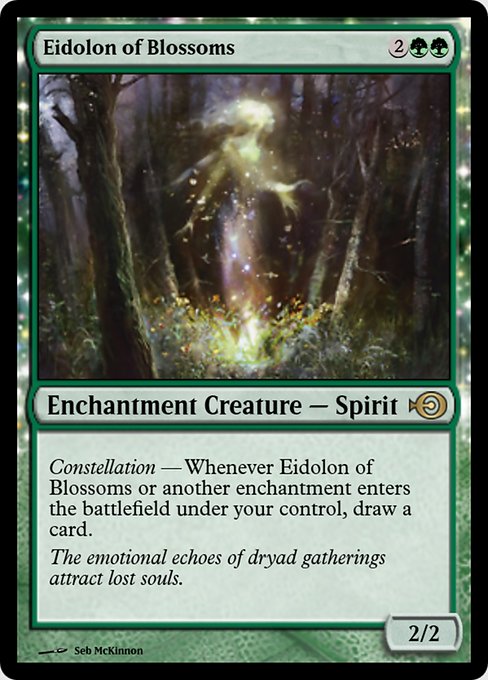 Eidolon of Blossoms 2
Enchantment Creature — Spirit
Constellation — Whenever Eidolon of
Blossoms or another enchantment enters
the battlefield under your control, draw a
card.
The emotional echoes of dryad gatherings
attract lost souls.
2/2
Seb McKinnon